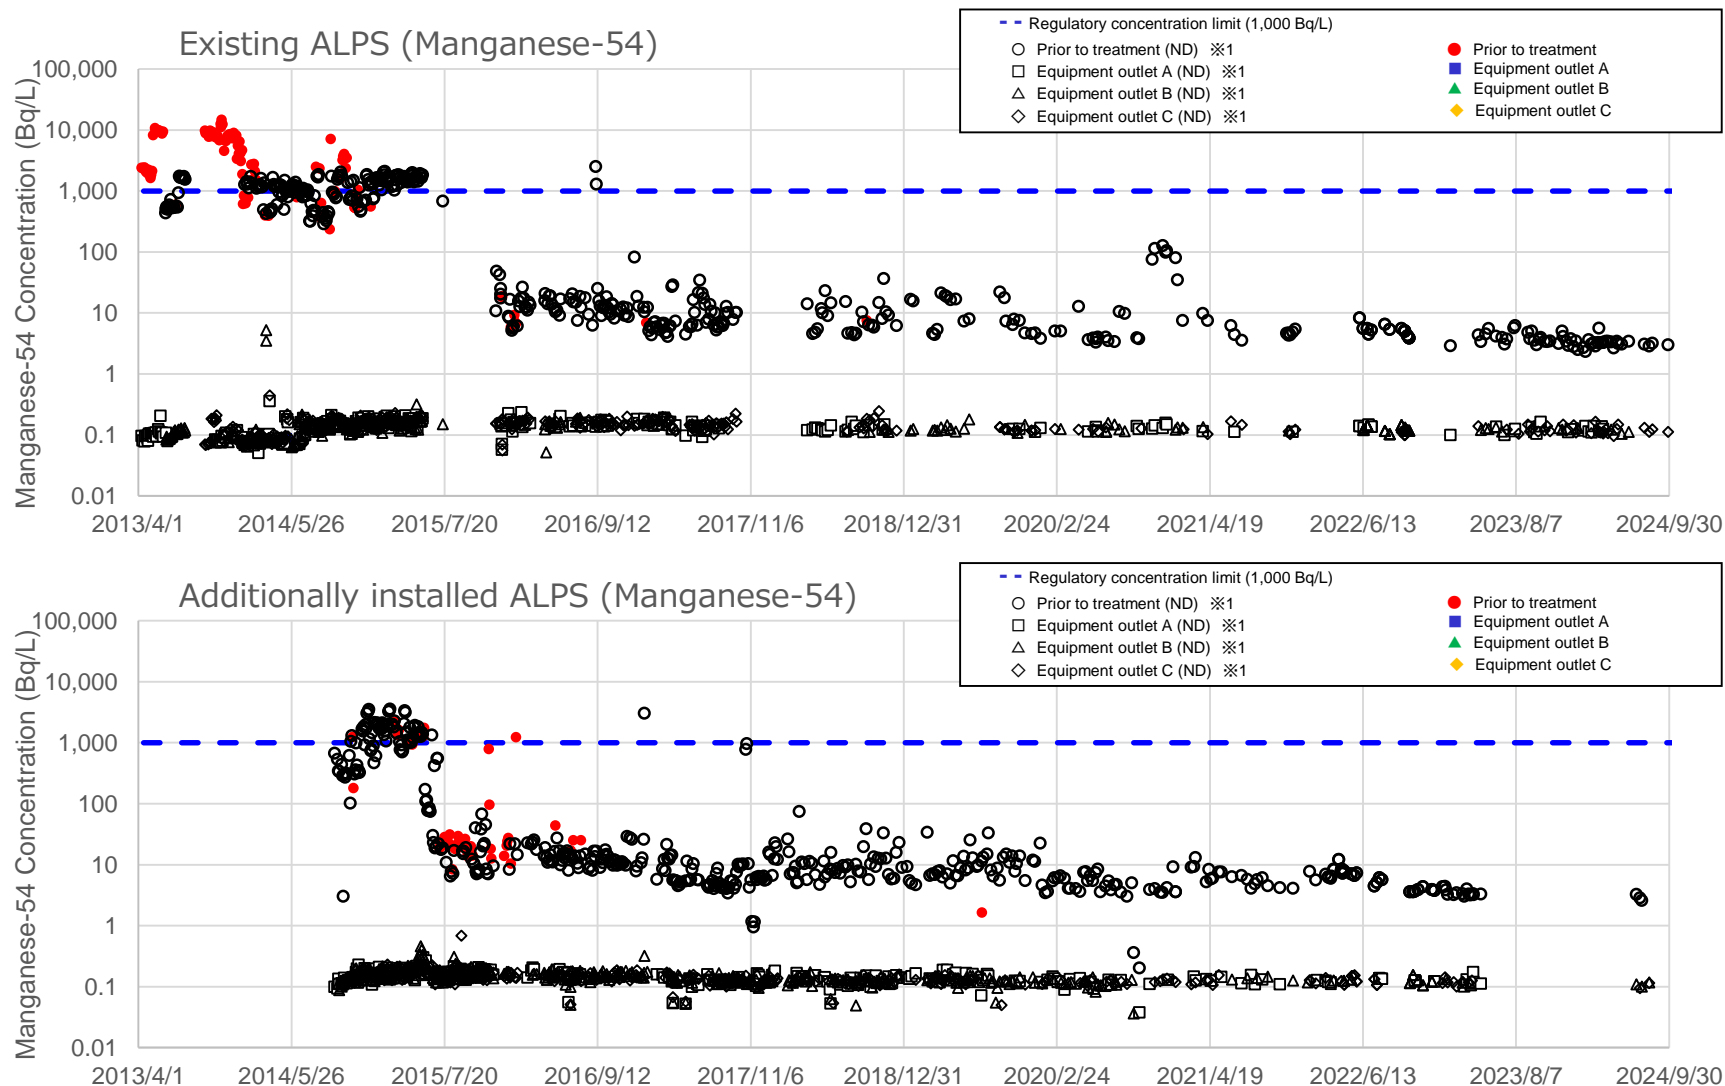 Existing ALPS (Manganese-54)
Regulatory concentration limit (1,000 Bq/L)
Prior to treatment (ND) ※1
Prior to treatment
Equipment outlet A (ND) ※1
Equipment outlet A
Equipment outlet B (ND) ※1
Equipment outlet B
Equipment outlet C (ND) ※1
Equipment outlet C
Manganese-54 Concentration (Bq/L)
100,000
10,000
1,000
100
10
1
0.1
0.01
2013/4/1 2014/5/26 2015/7/20 2016/9/12 2017/11/6 2018/12/31 2020/2/24 2021/4/19 2022/6/13 2023/8/7 2024/9/30
Additionally installed ALPS (Manganese-54)
Regulatory concentration limit (1,000 Bq/L)
Prior to treatment (ND) ※1
Prior to treatment
Equipment outlet A (ND) ※1
Equipment outlet A
Equipment outlet B (ND) ※1
Equipment outlet B
Equipment outlet C (ND) ※1
Equipment outlet C
Manganese-54 Concentration (Bq/L)
100,000
10,000
1,000
100
10
1
0.1
0.01
2013/4/1 2014/5/26 2015/7/20 2016/9/12 2017/11/6 2018/12/31 2020/2/24 2021/4/19 2022/6/13 2023/8/7 2024/9/30